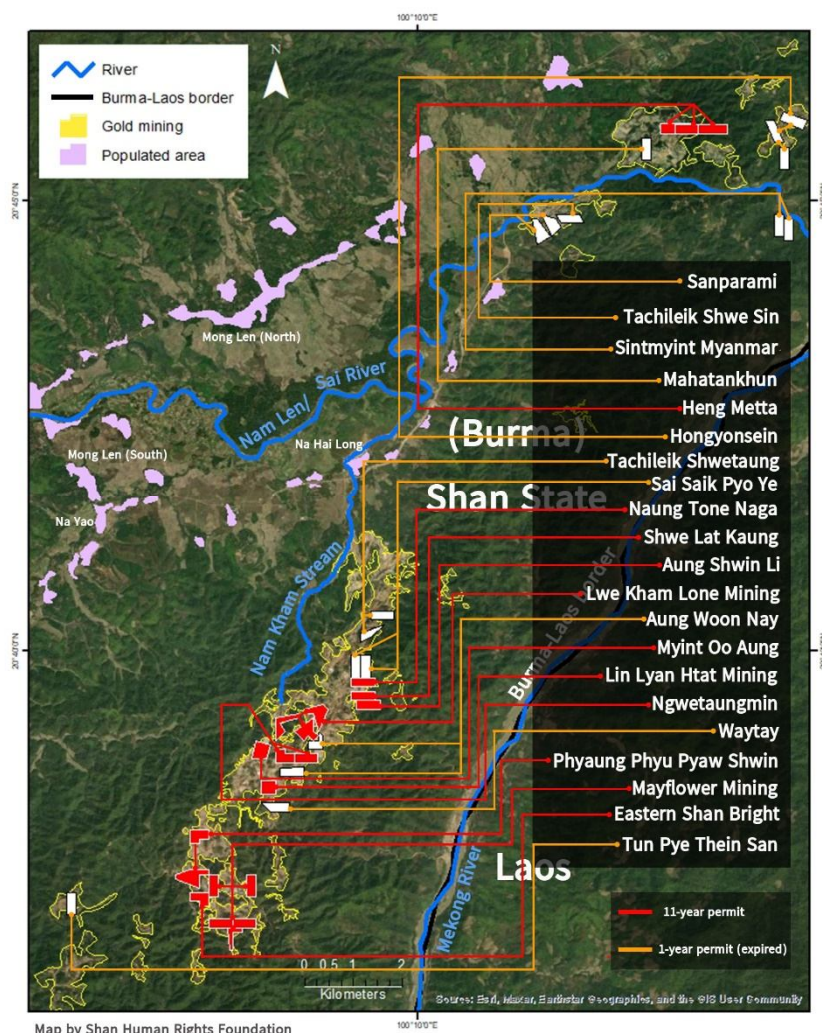 100°10'0"E
N
River
Burma-Laos border
Gold mining
Populated area
20°45'0"N
Sanparami
Tachileik Shwe Sin
Mong Len (North)
Sintmyint Myanmar
Nam Len/ Sai River
Mahatankhun
Heng Metta
(Burma)
Na Hai Long
Hongyonsein
Mong Len (South)
Tachileik Shwetaung
Sai Saik Pyo Ye
Shan State
Na Yao
Naung Tone Naga
Shwe Lat Kaung
Aung Shwin Li
Lwe Kham Lone Mining
Nam Kham Stream
Aung Woon Nay
Burma-Laos border
20°40'0"N
Myint Oo Aung
Lin Lyan Htat Mining
Ngwetaungmin
Waytay
Phyaung Phyu Pyaw Shwin
Mayflower Mining
Eastern Shan Bright
Tun Pye Thein San
Laos
Mekong River
11-year permit
1-year permit (expired)
0 0.5 1 2
Kilometers
Source: Esri, Maxar, Earthstar Geographics, and the GIS User Community
100°10'0"E
Map by Shan Human Rights Foundation